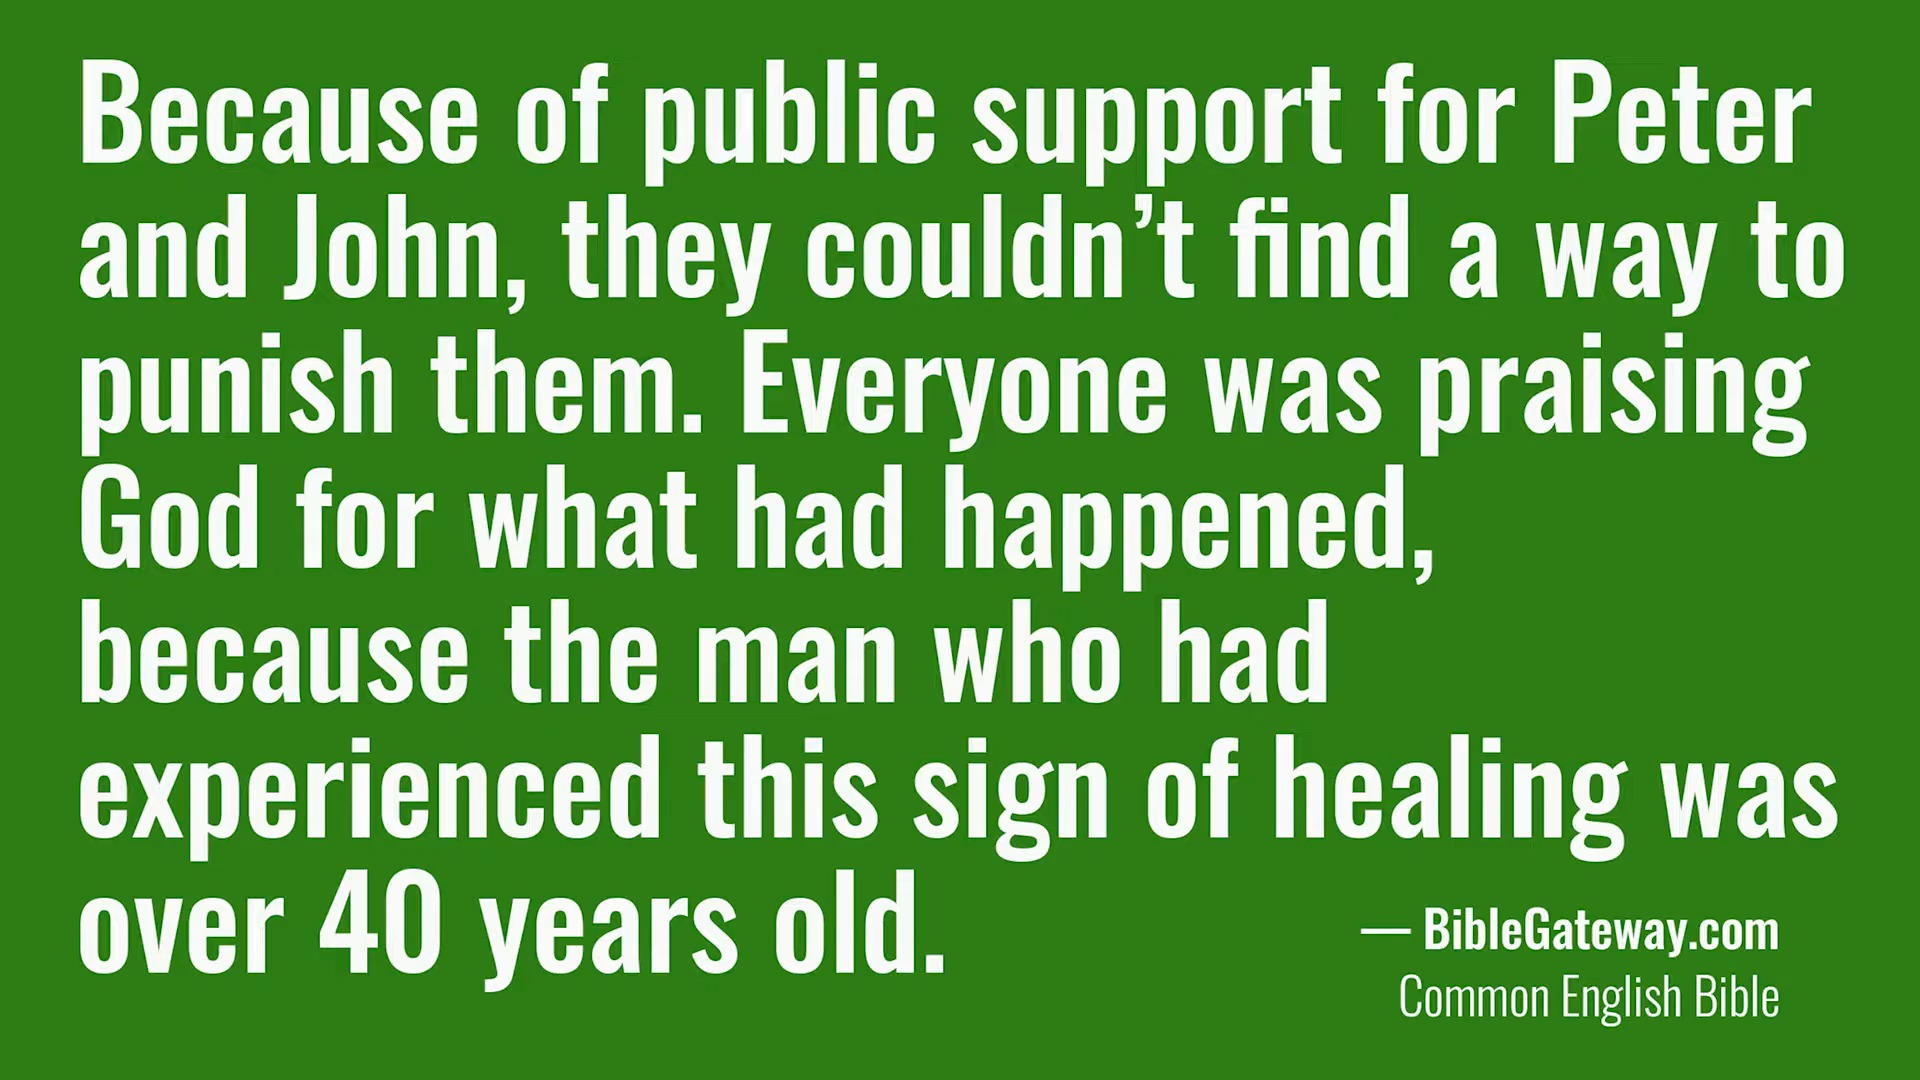 Because of public support for Peter
and John, they couldn’t find a way to
punish them. Everyone was praising
God for what had happened,
because the man who had
experienced this sign of healing was
over 40 years old.
— BibleGateway.com
Common English Bible